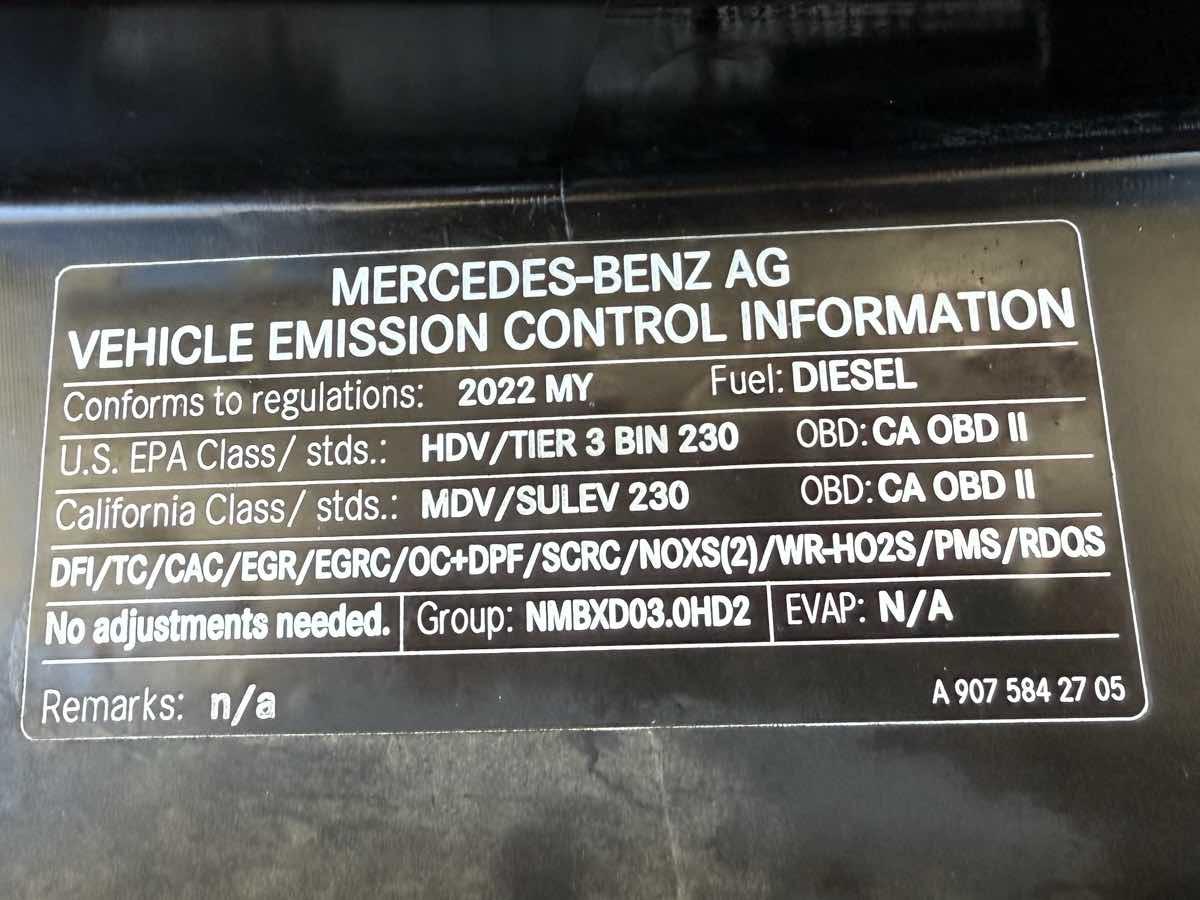 MERCEDES-BENZ AG
VEHICLE EMISSION CONTROL INFORMATION
Conforms to regulations: 2022 MY Fuel: DIESEL
U.S. EPA Class/ stds.: HDV/TIER 3 BIN 230 OBD: CA OBD II
California Class/ stds.: MDV/SULEV 230 OBD: CA OBD II
DFI/TC/CAC/EGR/EGRC/OC+DPF/SCRC/NOXS(2)/WR-HO2S/PMS/RDQS
No adjustments needed. Group: NMBXD03.0HD2 EVAP: N/A
Remarks: n/a A 907 584 27 05